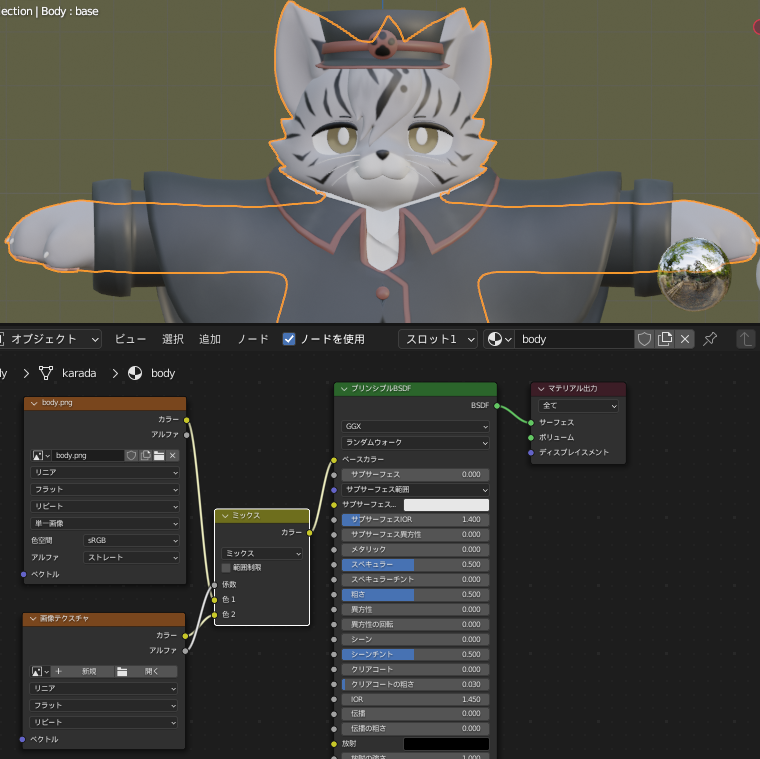 ection | Body : base
オブジェクト
ビュー
選択
追加
ノード
ノードを使用
スロット1
body
karada
body
body.png
カラー
アルファ
body.png
リニア
フラット
リピート
単一画像
色空間 sRGB
アルファ ストレート
ベクトル
画像テクスチャ
カラー
アルファ
新規
開く
リニア
フラット
リピート
ベクトル
ミックス
カラー
ミックス
範囲制限
係数
色 1
色 2
プリンシプルBSDF
BSDF
GGX
ランダムウォーク
ベースカラー
サブサーフェス 0.000
サブサーフェス範囲
サブサーフェス...
サブサーフェスIOR 1.400
サブサーフェス異方性 0.000
メタリック 0.000
スペキュラー 0.500
スペキュラーチント 0.000
粗さ 0.500
異方性 0.000
異方性の回転 0.000
シーン 0.000
シーンチント 0.500
クリアコート 0.000
クリアコートの粗さ 0.030
IOR 1.450
伝播 0.000
伝播の粗さ 0.000
放射
放射の強さ 1.000
マテリアル出力
全て
サーフェス
ボリューム
ディスプレイスメント